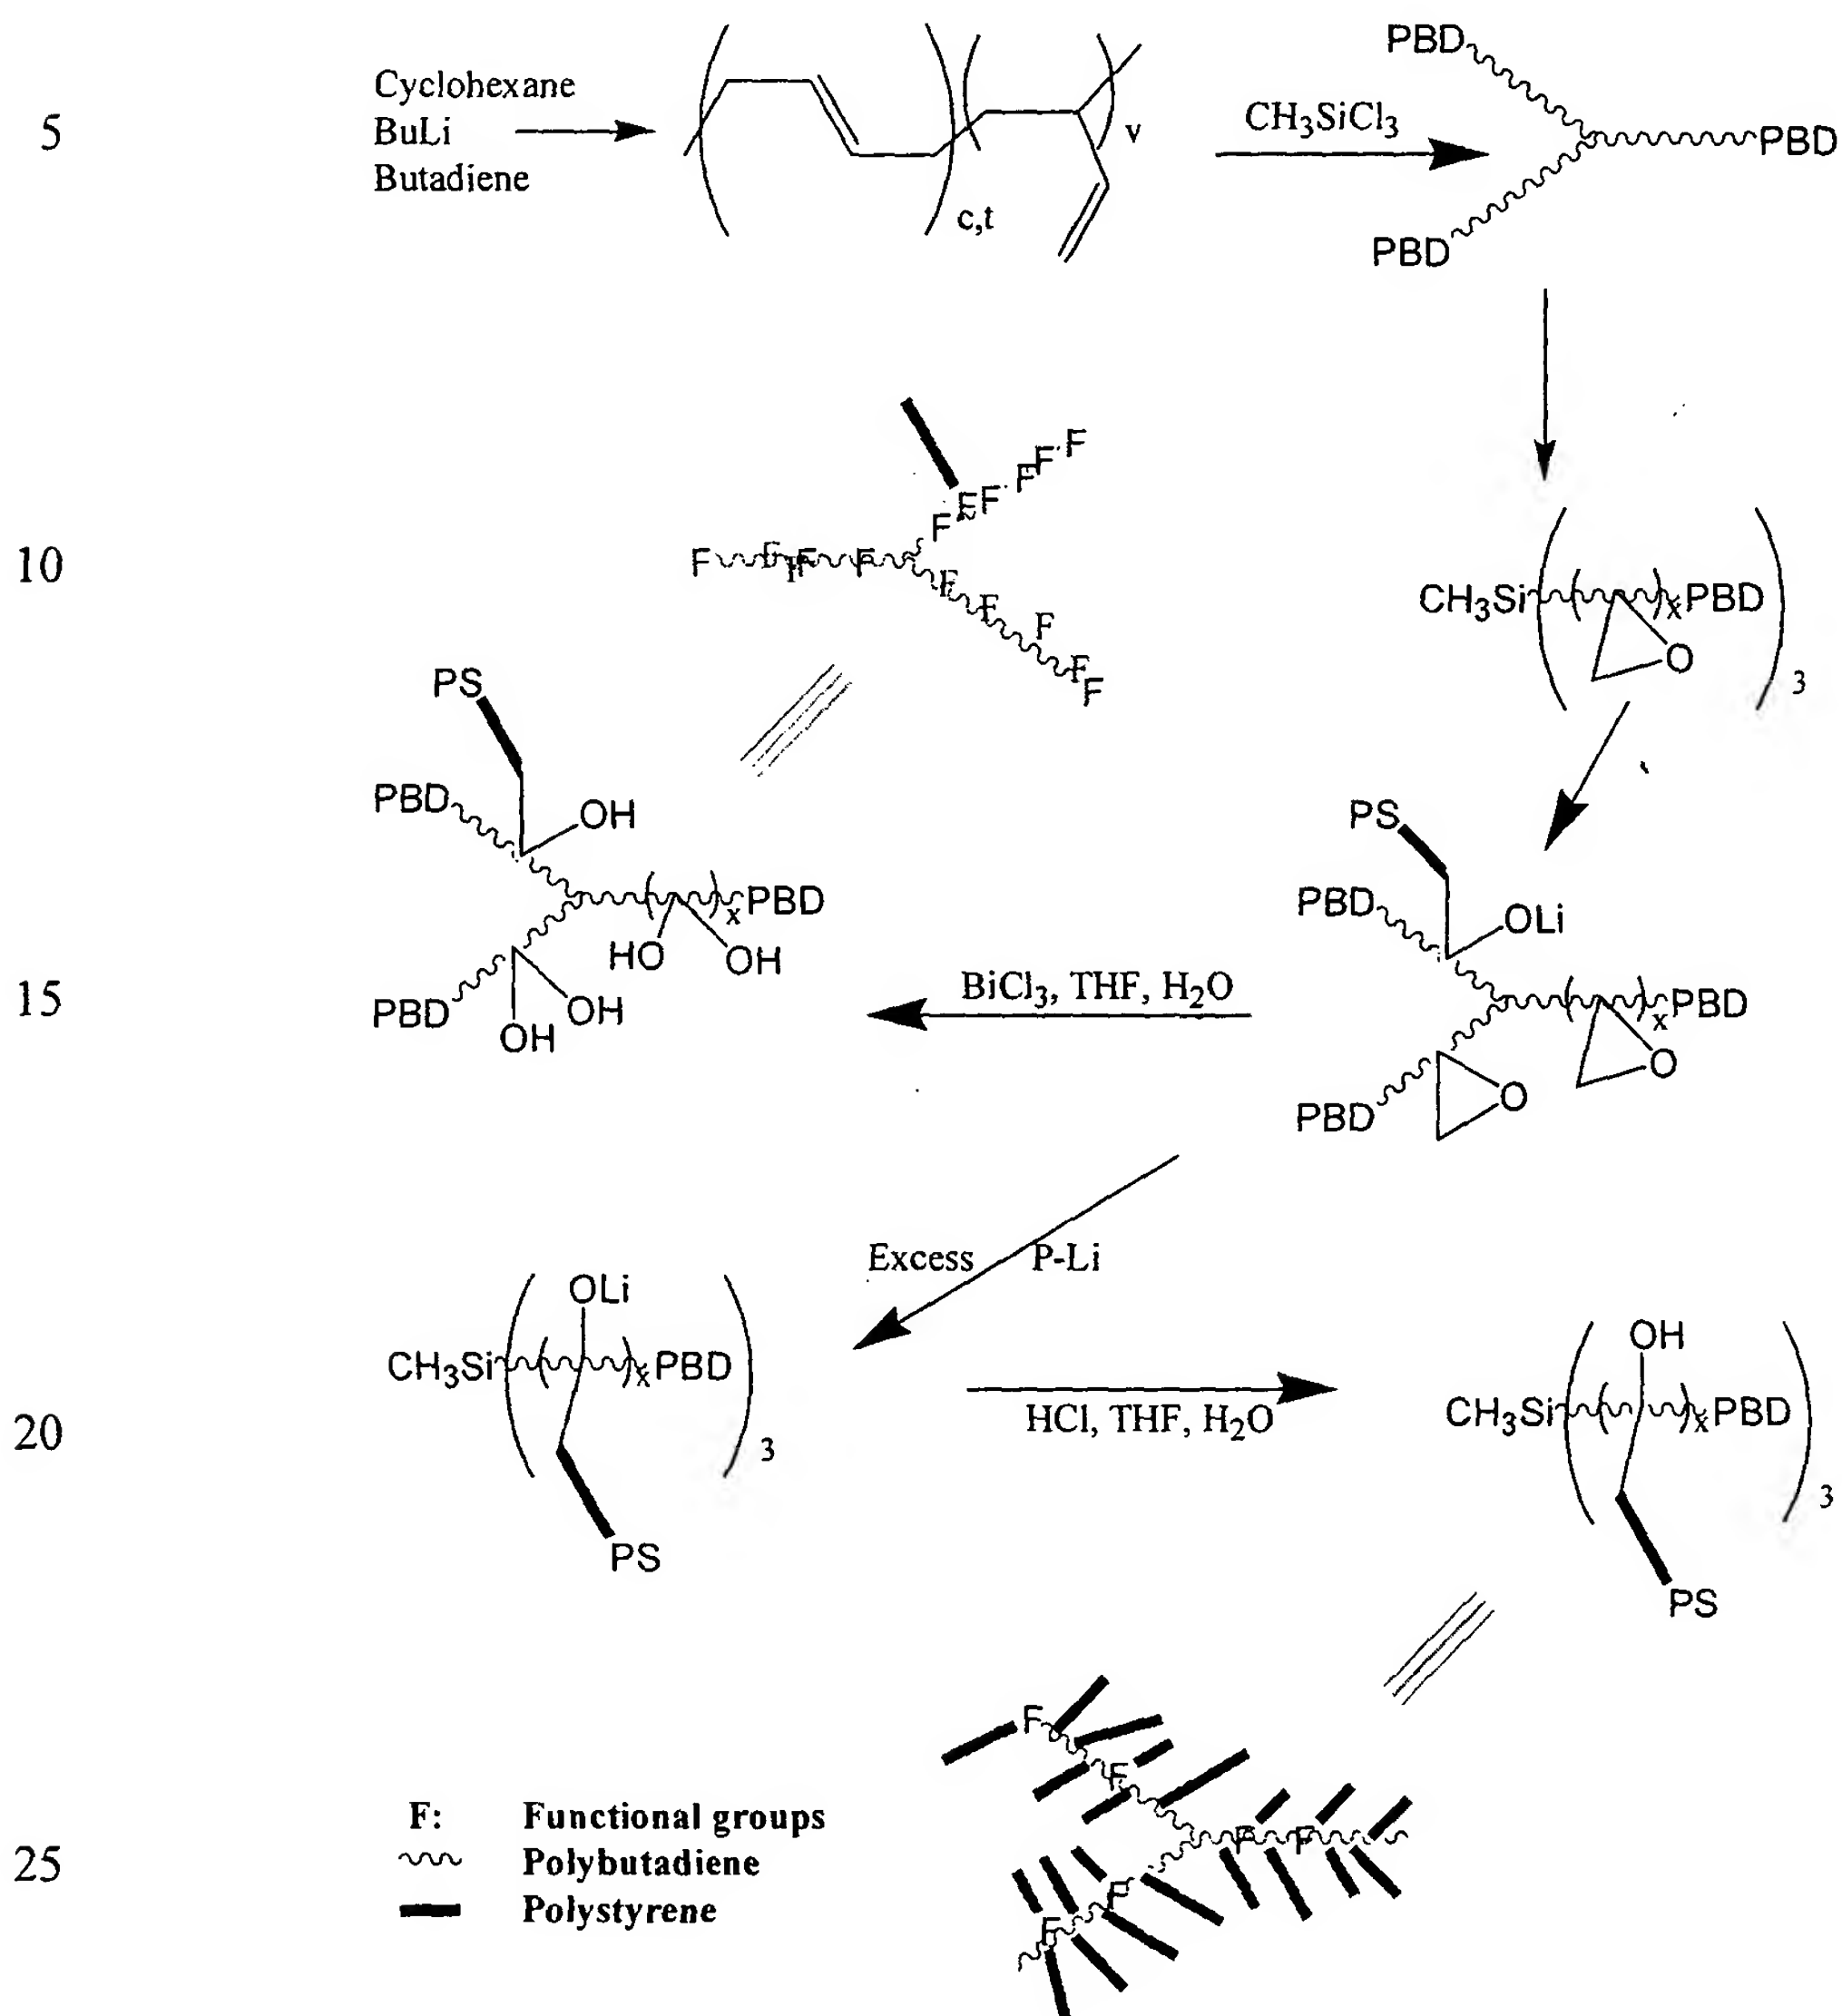 Cyclohexane
BuLi
Butadiene
5
c,t
v
CH₃SiCl₃
PBD
PBD
PBD
10
F
F
F
F
F
F
F
F
F
F
F
F
F
F
CH₃Si
x
PBD
O
3
PS
PBD
OH
x
PBD
HO
OH
PBD
OH
OH
15
BiCl₃, THF, H₂O
PS
PBD
OLi
x
PBD
O
PBD
O
Excess P-Li
20
OLi
CH₃Si
x
PBD
3
PS
HCl, THF, H₂O
OH
CH₃Si
x
PBD
3
PS
F
F
F
F
F
F
25
F: Functional groups
Polybutadiene
Polystyrene